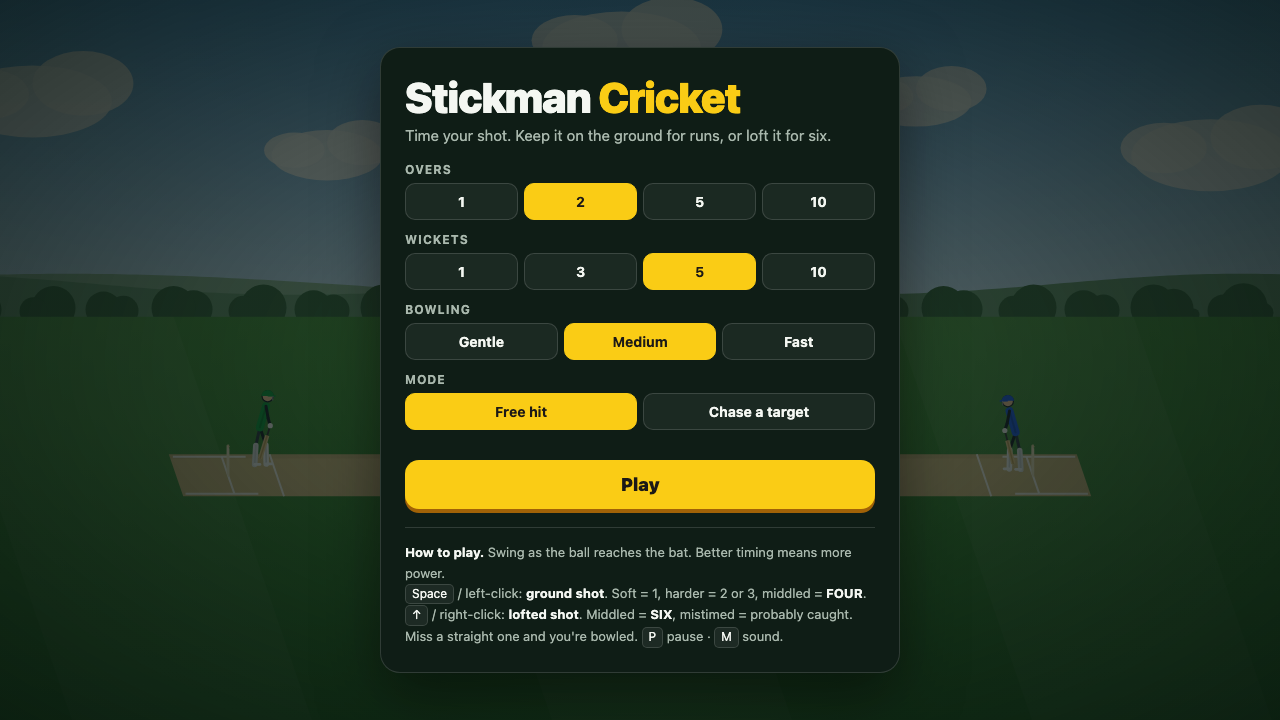 Stickman Cricket
Time your shot. Keep it on the ground for runs, or loft it for six.
OVERS
1 2 5 10
WICKETS
1 3 5 10
BOWLING
Gentle Medium Fast
MODE
Free hit Chase a target
Play
How to play. Swing as the ball reaches the bat. Better timing means more
power.
Space / left-click: ground shot. Soft = 1, harder = 2 or 3, middled = FOUR.
↑ / right-click: lofted shot. Middled = SIX, mistimed = probably caught.
Miss a straight one and you're bowled. P pause · M sound.